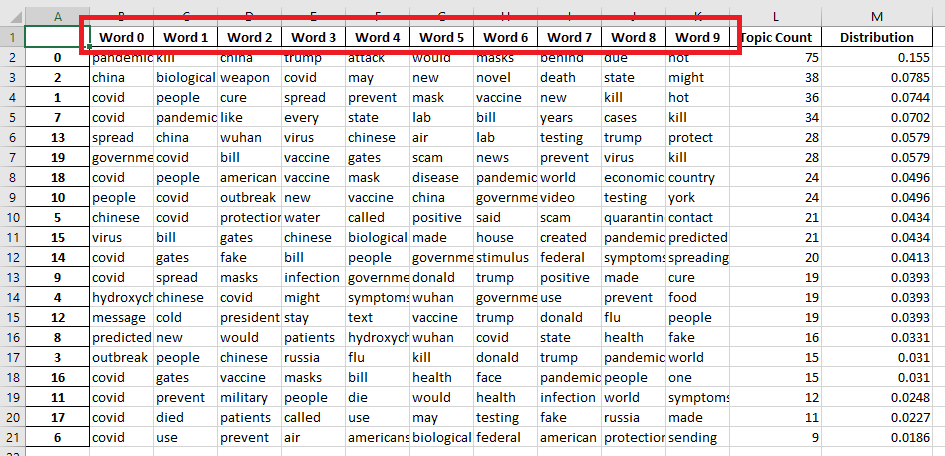 A B C D E F G H I J K L M
1 Word 0 Word 1 Word 2 Word 3 Word 4 Word 5 Word 6 Word 7 Word 8 Word 9 Topic Count Distribution
2 0 pandemic kill china trump attack would masks behind due not 75 0.155
3 2 china biological weapon covid may new novel death state might 38 0.0785
4 1 covid people cure spread prevent mask vaccine new kill hot 36 0.0744
5 7 covid pandemic like every state lab bill years cases kill 34 0.0702
6 13 spread china wuhan virus chinese air lab testing trump protect 28 0.0579
7 19 governme covid bill vaccine gates scam news prevent virus kill 28 0.0579
8 18 covid people american vaccine mask disease pandemic world economic country 24 0.0496
9 10 people covid outbreak new vaccine china governme video testing york 24 0.0496
10 5 chinese covid protection water called positive said scam quarantin contact 21 0.0434
11 15 virus bill gates chinese biological made house created pandemic predicted 21 0.0434
12 14 covid gates fake bill people governme stimulus federal symptoms spreading 20 0.0413
13 9 covid spread masks infection governme donald trump positive made cure 19 0.0393
14 4 hydroxych chinese covid might symptoms wuhan governme use prevent food 19 0.0393
15 12 message cold president stay text vaccine trump donald flu people 19 0.0393
16 8 predicted new would patients hydroxych wuhan covid state health fake 16 0.0331
17 3 outbreak people chinese russia flu kill donald trump pandemic world 15 0.031
18 16 covid gates vaccine masks bill health face pandemic people one 15 0.031
19 11 covid prevent military people die would health infection world symptoms 12 0.0248
20 17 covid died patients called use may testing fake russia made 11 0.0227
21 6 covid use prevent air americans biological federal american protection sending 9 0.0186